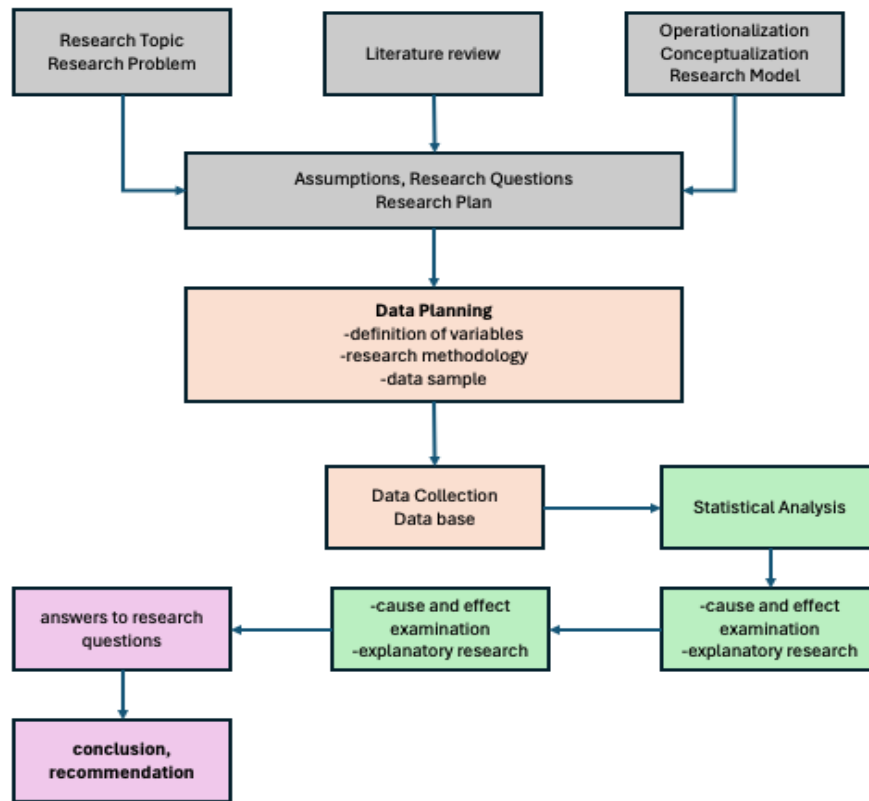 Research Topic
Research Problem
Literature review
Operationalization
Conceptualization
Research Model
Assumptions, Research Questions
Research Plan
Data Planning
-definition of variables
-research methodology
-data sample
Data Collection
Data base
Statistical Analysis
answers to research
questions
-cause and effect
examination
-explanatory research
-cause and effect
examination
-explanatory research
conclusion,
recommendation